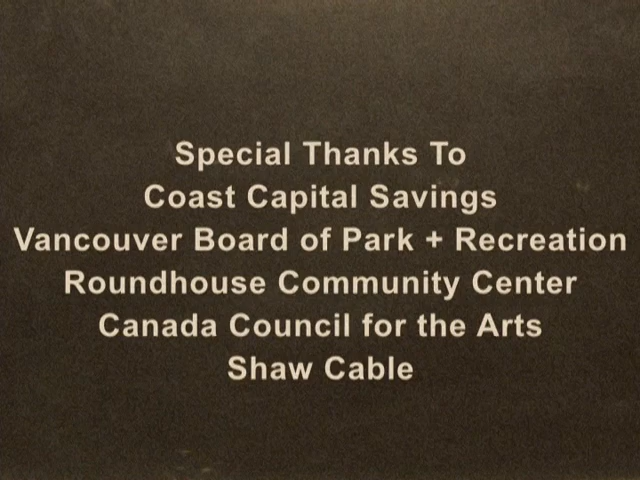 Special Thanks To
Coast Capital Savings
Vancouver Board of Park + Recreation
Roundhouse Community Center
Canada Council for the Arts
Shaw Cable